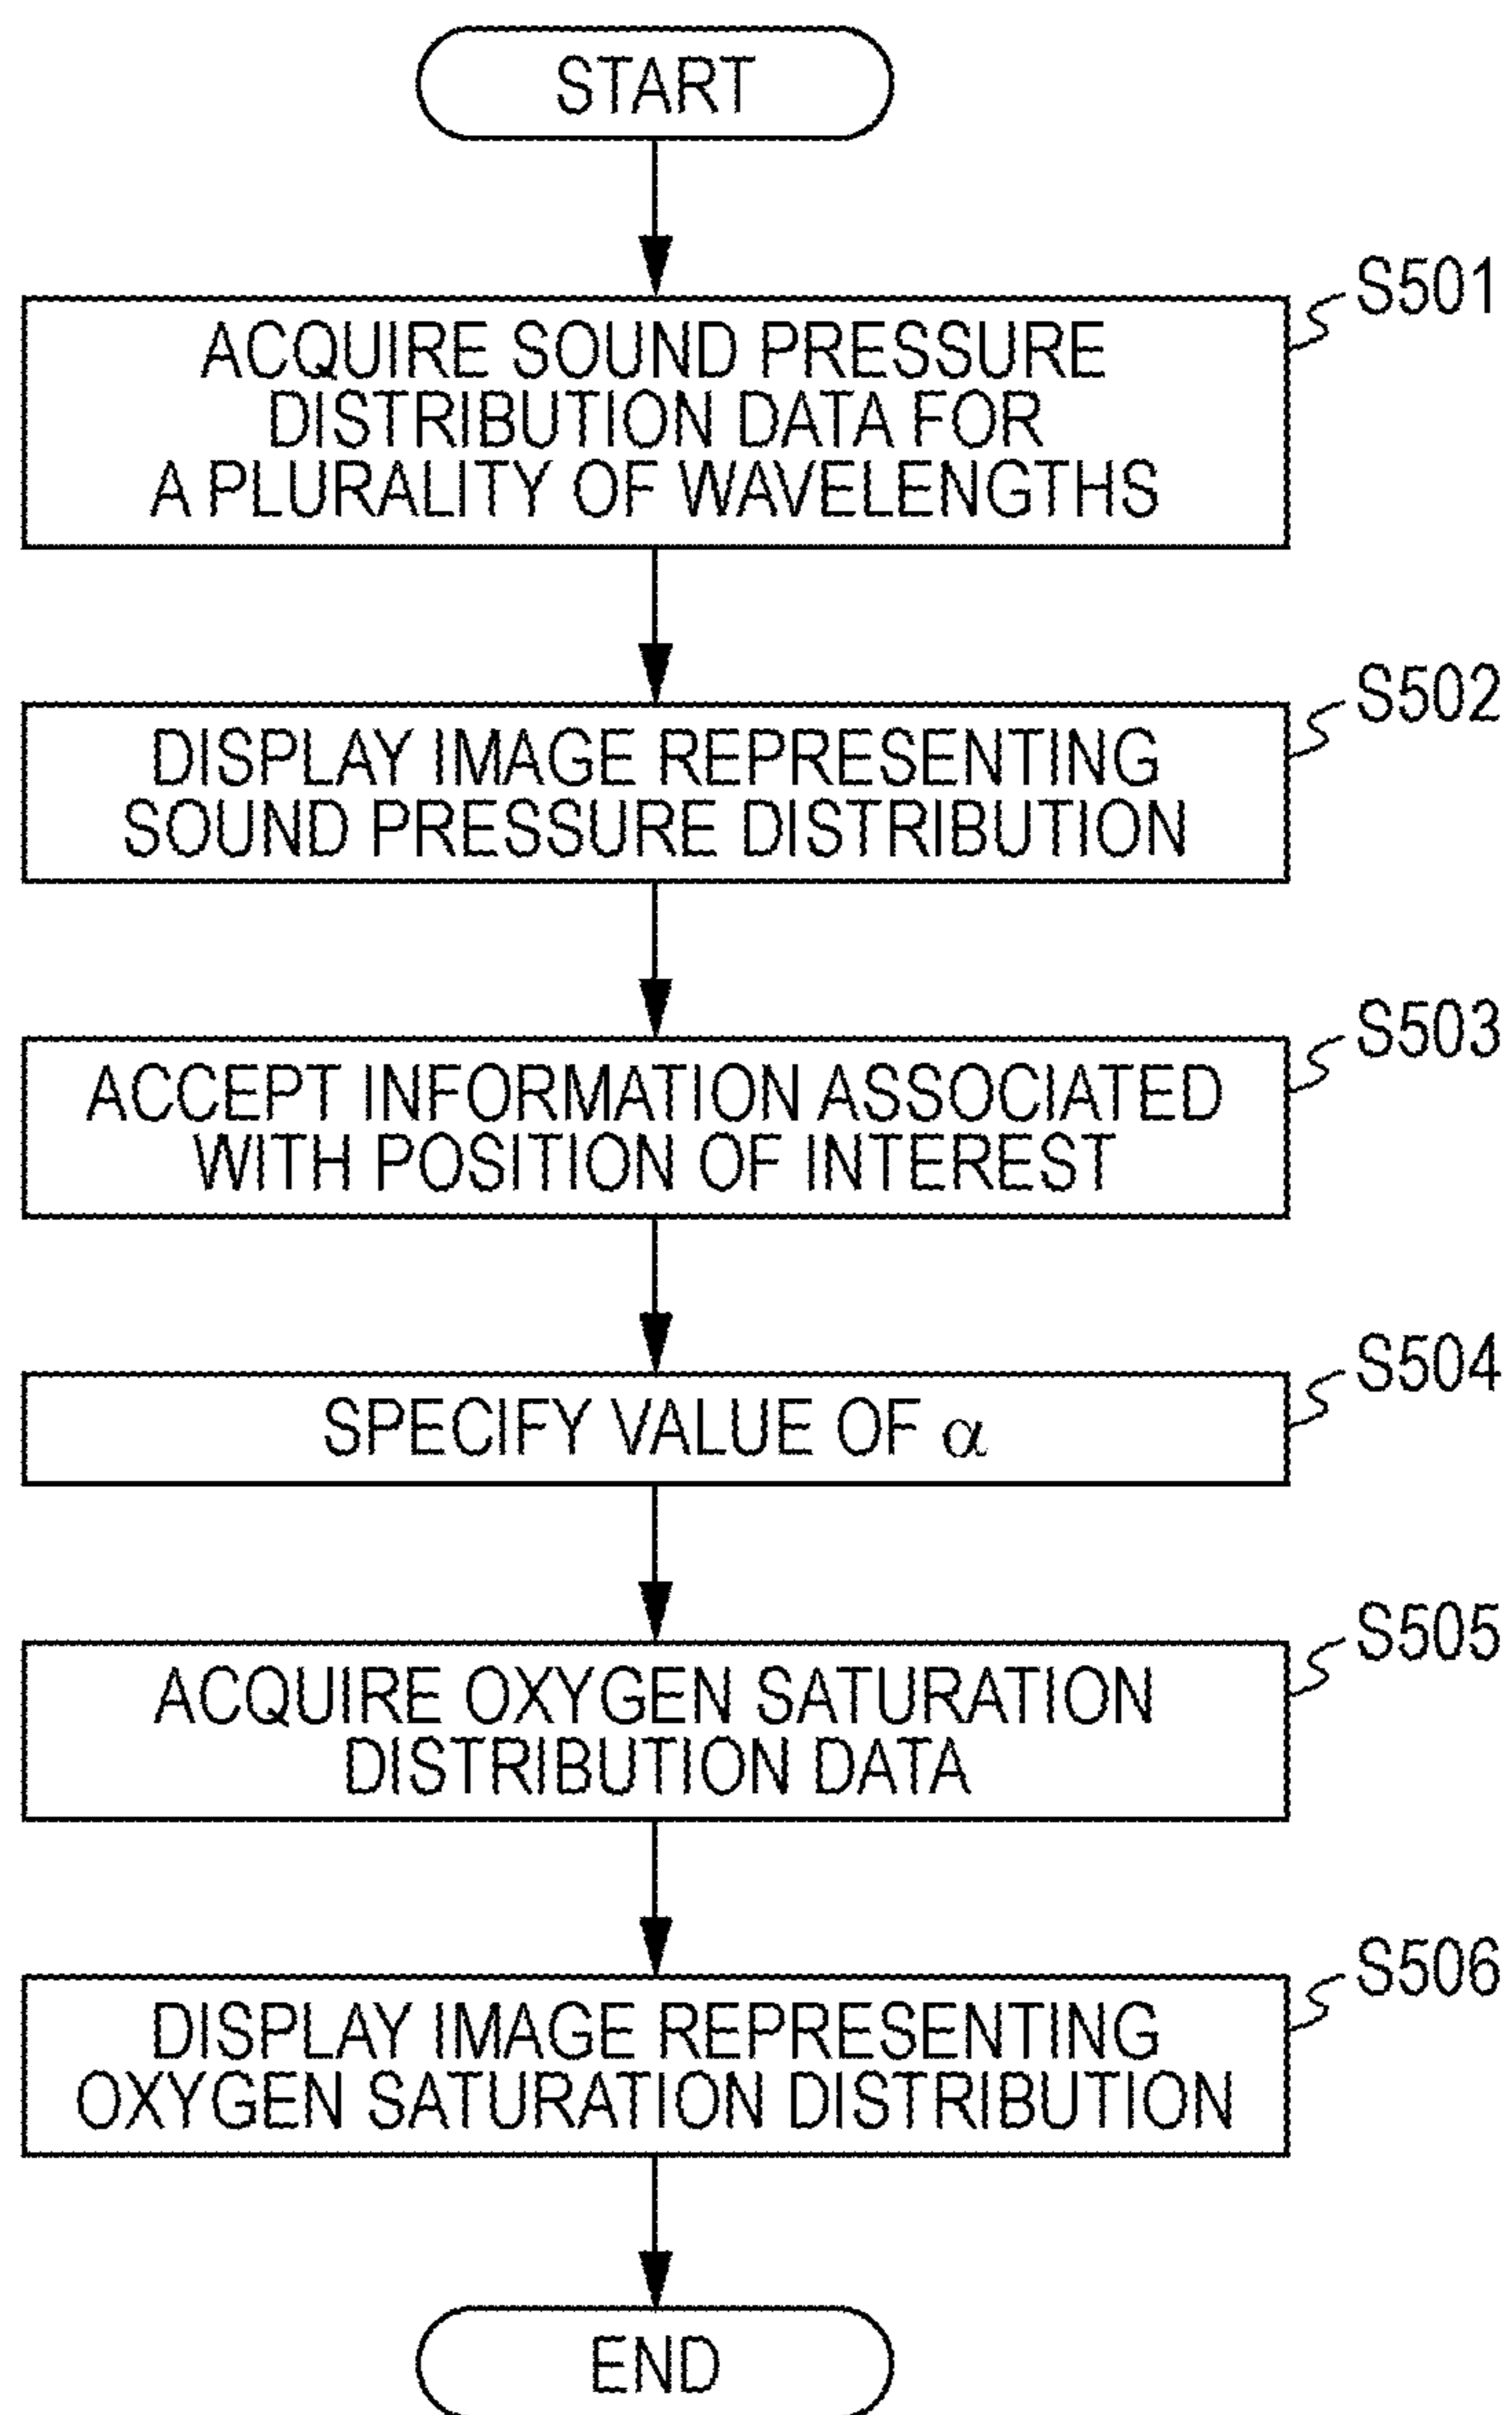 START
S501
ACQUIRE SOUND PRESSURE
DISTRIBUTION DATA FOR
A PLURALITY OF WAVELENGTHS
S502
DISPLAY IMAGE REPRESENTING
SOUND PRESSURE DISTRIBUTION
S503
ACCEPT INFORMATION ASSOCIATED
WITH POSITION OF INTEREST
S504
SPECIFY VALUE OF α
S505
ACQUIRE OXYGEN SATURATION
DISTRIBUTION DATA
S506
DISPLAY IMAGE REPRESENTING
OXYGEN SATURATION DISTRIBUTION
END